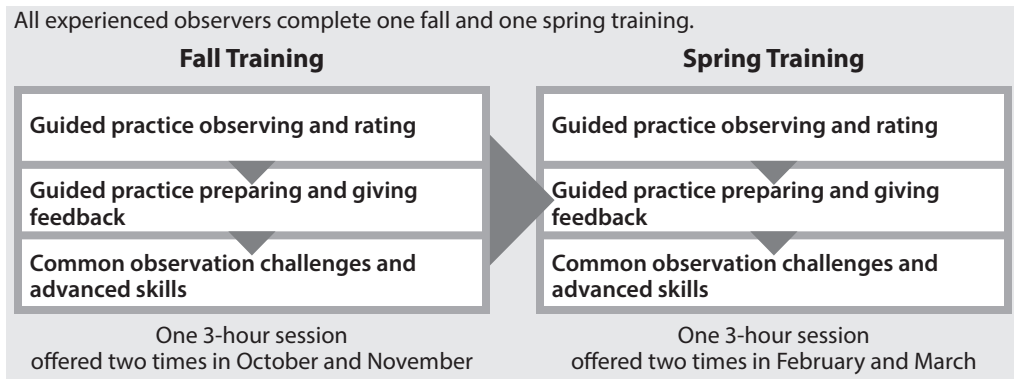 All experienced observers complete one fall and one spring training.
Fall Training
Guided practice observing and rating
Guided practice preparing and giving
feedback
Common observation challenges and
advanced skills
One 3-hour session
offered two times in October and November
Spring Training
Guided practice observing and rating
Guided practice preparing and giving
feedback
Common observation challenges and
advanced skills
One 3-hour session
offered two times in February and March